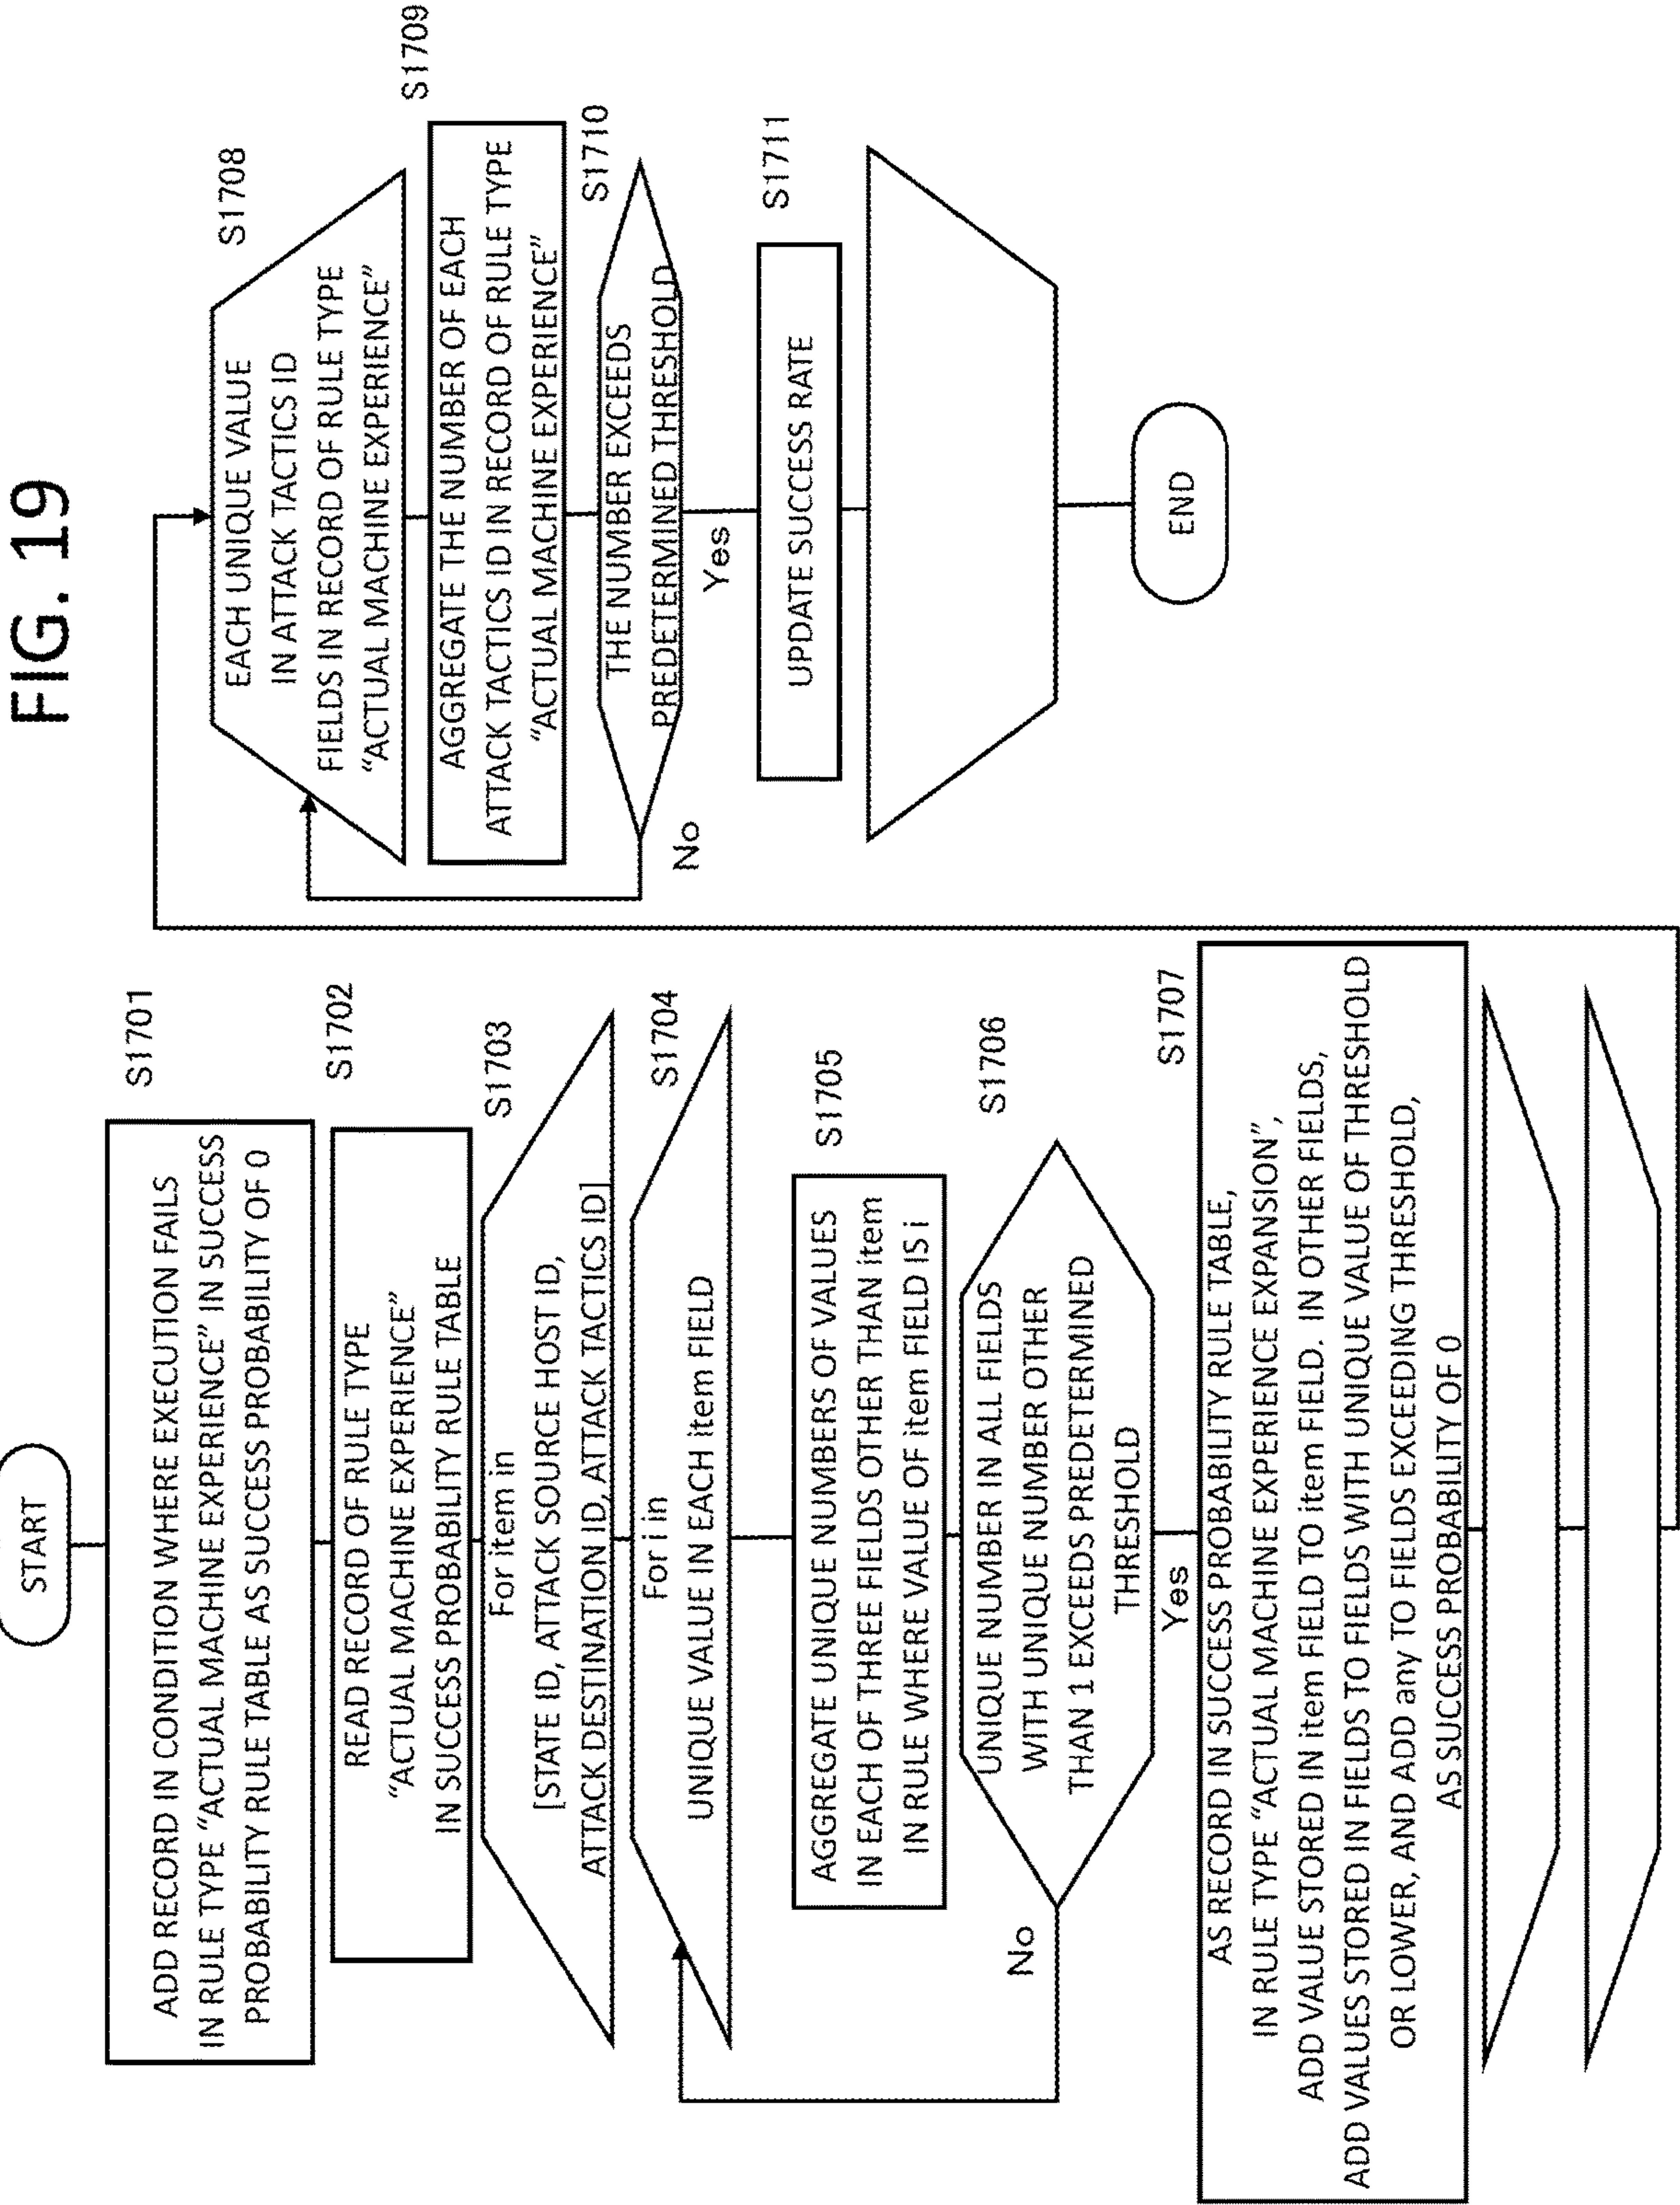 FIG. 19
START
S1701
ADD RECORD IN CONDITION WHERE EXECUTION FAILS
IN RULE TYPE "ACTUAL MACHINE EXPERIENCE" IN SUCCESS
PROBABILITY RULE TABLE AS SUCCESS PROBABILITY OF 0
S1702
READ RECORD OF RULE TYPE
"ACTUAL MACHINE EXPERIENCE"
IN SUCCESS PROBABILITY RULE TABLE
S1703
For item in
[STATE ID, ATTACK SOURCE HOST ID,
ATTACK DESTINATION ID, ATTACK TACTICS ID]
S1704
For i in
UNIQUE VALUE IN EACH item FIELD
S1705
AGGREGATE UNIQUE NUMBERS OF VALUES
IN EACH OF THREE FIELDS OTHER THAN item
IN RULE WHERE VALUE OF item FIELD IS i
S1706
UNIQUE NUMBER IN ALL FIELDS
WITH UNIQUE NUMBER OTHER
THAN 1 EXCEEDS PREDETERMINED
THRESHOLD
No
Yes
S1707
AS RECORD IN SUCCESS PROBABILITY RULE TABLE,
IN RULE TYPE "ACTUAL MACHINE EXPERIENCE EXPANSION",
ADD VALUE STORED IN item FIELD TO item FIELD. IN OTHER FIELDS,
ADD VALUES STORED IN FIELDS TO FIELDS WITH UNIQUE VALUE OF THRESHOLD
OR LOWER, AND ADD any TO FIELDS EXCEEDING THRESHOLD,
AS SUCCESS PROBABILITY OF 0
S1708
EACH UNIQUE VALUE
IN ATTACK TACTICS ID
FIELDS IN RECORD OF RULE TYPE
"ACTUAL MACHINE EXPERIENCE"
S1709
AGGREGATE THE NUMBER OF EACH
ATTACK TACTICS ID IN RECORD OF RULE TYPE
"ACTUAL MACHINE EXPERIENCE"
S1710
THE NUMBER EXCEEDS
PREDETERMINED THRESHOLD
No
Yes
S1711
UPDATE SUCCESS RATE
END